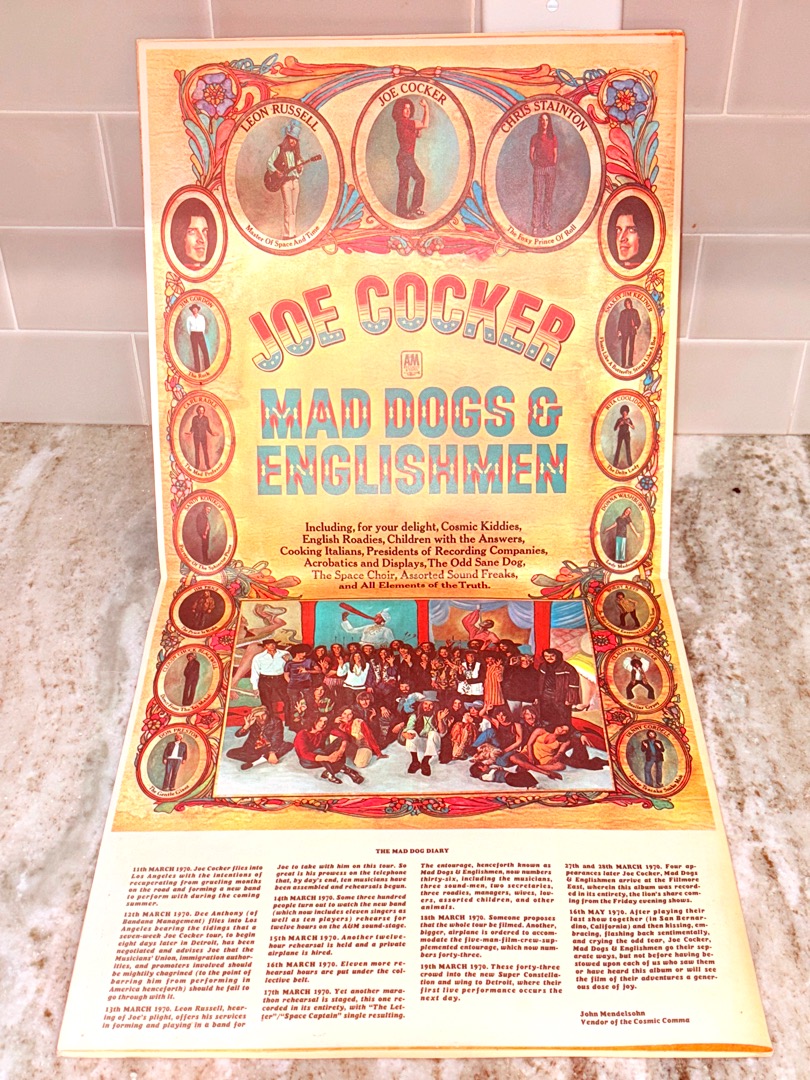 LEON RUSSELL
Master Of Space And Time
JOE COCKER
CHRIS STAINTON
The Foxy Prince Of Roll
JIM GORDON
CARL RADLE
RITA COOLIDGE
The Delta Lady
DONNA WASHBURN
Lady Madonna
DON PRESTON
The Gentle Giant
JOE COCKER
AM
MAD DOGS &
ENGLISHMEN
Including, for your delight, Cosmic Kiddies,
English Roadies, Children with the Answers,
Cooking Italians, Presidents of Recording Companies,
Acrobatics and Displays, The Odd Sane Dog,
The Space Choir, Assorted Sound Freaks,
and All Elements of the Truth.
THE MAD DOG DIARY
11th MARCH 1970. Joe Cocker flies into
Los Angeles with the intentions of
recuperating from grueling months
on the road and forming a new band
to perform with during the coming
summer.
12th MARCH 1970. Dee Anthony (of
Bandana Management) flies into Los
Angeles bearing the tidings that a
seven-week Joe Cocker tour, to begin
eight days later in Detroit, has been
negotiated and advises Joe that the
Musicians' Union, immigration author-
ities, and promoters involved should
be mightily chagrined (to the point of
barring him from performing in
America henceforth) should he fail to
go through with it.
13th MARCH 1970. Leon Russell, hear-
ing of Joe's plight, offers his services
in forming and playing in a band for
Joe to take with him on this tour. So
great is his prowess on the telephone
that, by day's end, ten musicians have
been assembled and rehearsals begun.
14th MARCH 1970. Some three hundred
people turn out to watch the new band
(which now includes eleven singers as
well as ten players) rehearse for
twelve hours on the A&M sound-stage.
15th MARCH 1970. Another twelve-
hour rehearsal is held and a private
airplane is hired.
16th MARCH 1970. Eleven more re-
hearsal hours are put under the col-
lective belt.
17th MARCH 1970. Yet another mara-
thon rehearsal is staged, this one re-
corded in its entirety, with "The Let-
ter"/"Space Captain" single resulting.
The entourage, henceforth known as
Mad Dogs & Englishmen, now numbers
thirty-six, including the musicians,
three sound-men, two secretaries,
three roadies, managers, wives, lov-
ers, assorted children, and other
animals.
18th MARCH 1970. Someone proposes
that the whole tour be filmed. Another,
bigger, airplane is ordered to accom-
modate the five-man-film-crew-sup-
plemented entourage, which now num-
bers forty-three.
19th MARCH 1970. These forty-three
crowd into the new Super Constella-
tion and wing to Detroit, where their
first live performance occurs the
next day.
27th and 28th MARCH 1970. Four ap-
pearances later Joe Cocker, Mad Dogs
& Englishmen arrive at the Fillmore
East, wherein this album was record-
ed in its entirety, the lion's share com-
ing from the Friday evening shows.
16th MAY 1970. After playing their
last show together (in San Bernar-
dino, California) and then kissing, em-
bracing, flashing back sentimentally,
and crying the odd tear, Joe Cocker,
Mad Dogs & Englishmen go their sep-
arate ways, but not before having be-
stowed upon each of us who saw them
or have heard this album or will see
the film of their adventures a gener-
ous dose of joy.
John Mendelsohn
Vendor of the Cosmic Comma